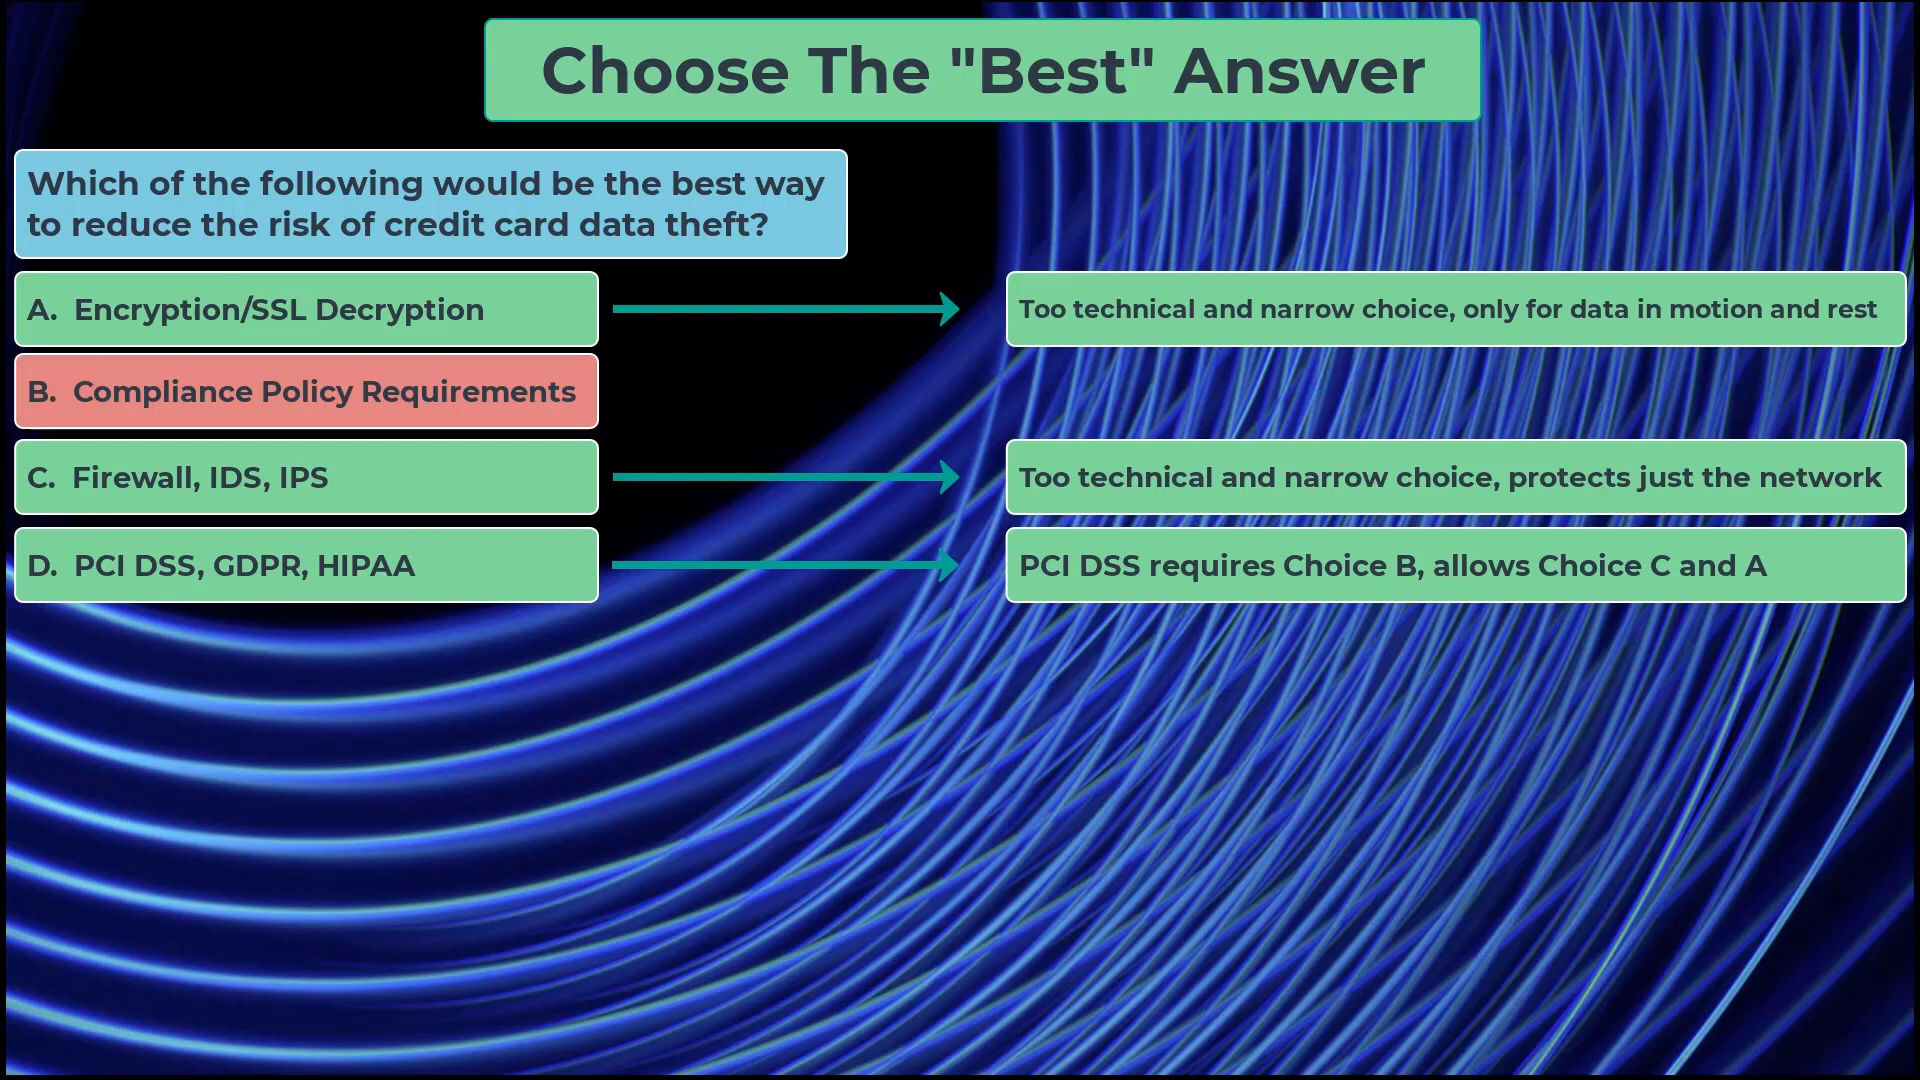 Choose The "Best" Answer
Which of the following would be the best way
to reduce the risk of credit card data theft?
A. Encryption/SSL Decryption
Too technical and narrow choice, only for data in motion and rest
B. Compliance Policy Requirements
C. Firewall, IDS, IPS
Too technical and narrow choice, protects just the network
D. PCI DSS, GDPR, HIPAA
PCI DSS requires Choice B, allows Choice C and A